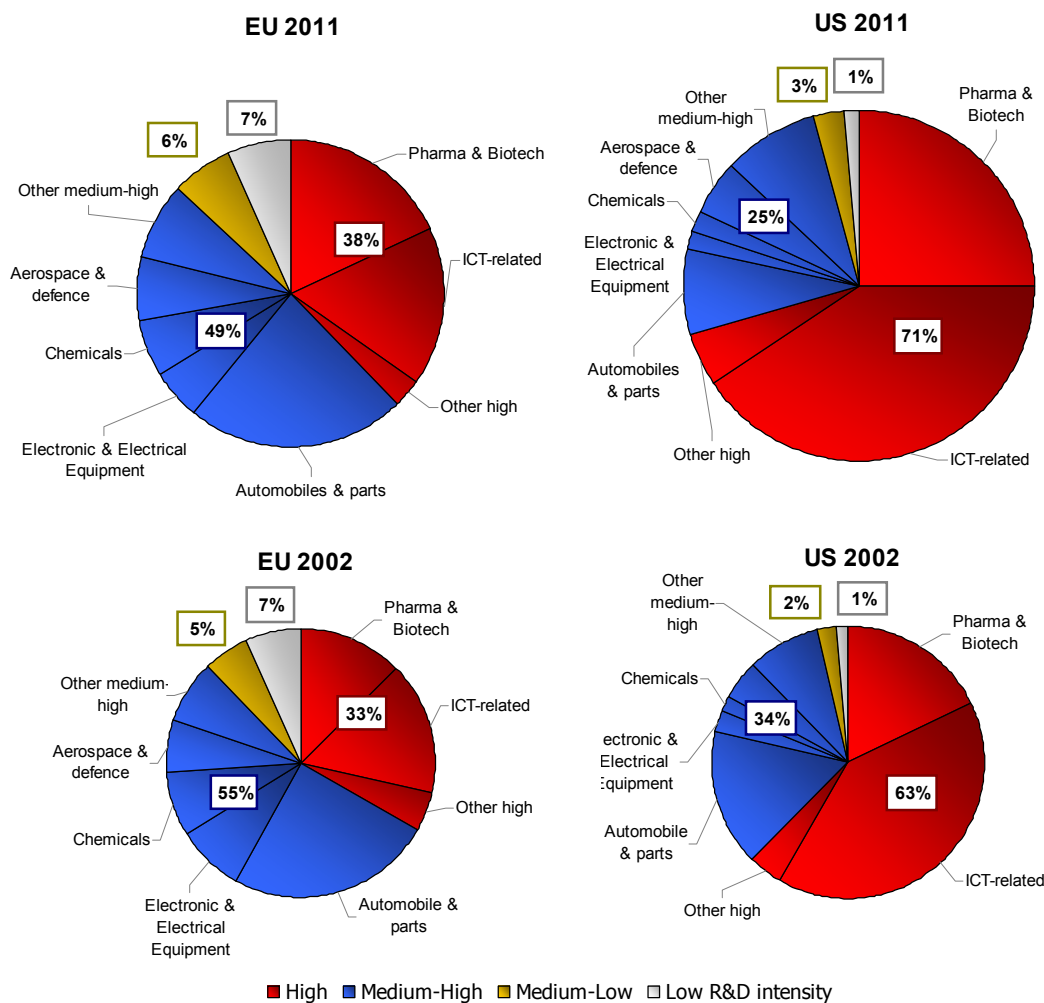 EU 2011
7%
6%
Pharma & Biotech
Other medium-high
38%
ICT-related
Aerospace &
defence
49%
Chemicals
Other high
Electronic & Electrical
Equipment
Automobiles & parts
US 2011
1%
3%
Other
medium-high
Pharma &
Biotech
Aerospace &
defence
Chemicals
25%
Electronic &
Electrical
Equipment
71%
Automobiles
& parts
Other high
ICT-related
EU 2002
7%
5%
Pharma &
Biotech
Other medium-
high
33%
ICT-related
Aerospace &
defence
55%
Other high
Chemicals
Electronic &
Electrical
Equipment
Automobile &
parts
US 2002
Other
medium-
high
2%
1%
Pharma &
Biotech
Chemicals
34%
ectronic &
Electrical
Equipment
63%
Automobile
& parts
Other high
ICT-related
High Medium-High Medium-Low Low R&D intensity